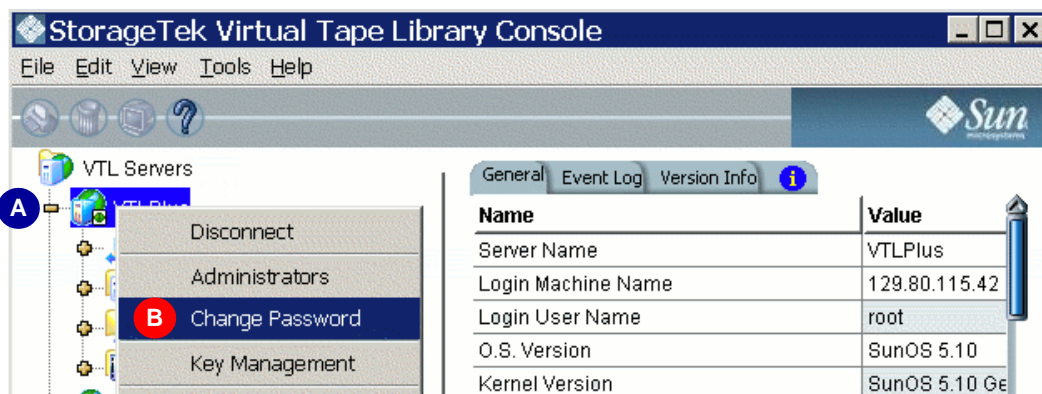 StorageTek Virtual Tape Library Console
File Edit View Tools Help
Sun
microsystems
VTL Servers
General Event Log Version Info i
A
Name Value
Disconnect
Server Name VTLPlus
Administrators
Login Machine Name 129.80.115.42
B Change Password
Login User Name root
O.S. Version SunOS 5.10
Key Management
Kernel Version SunOS 5.10 Ge